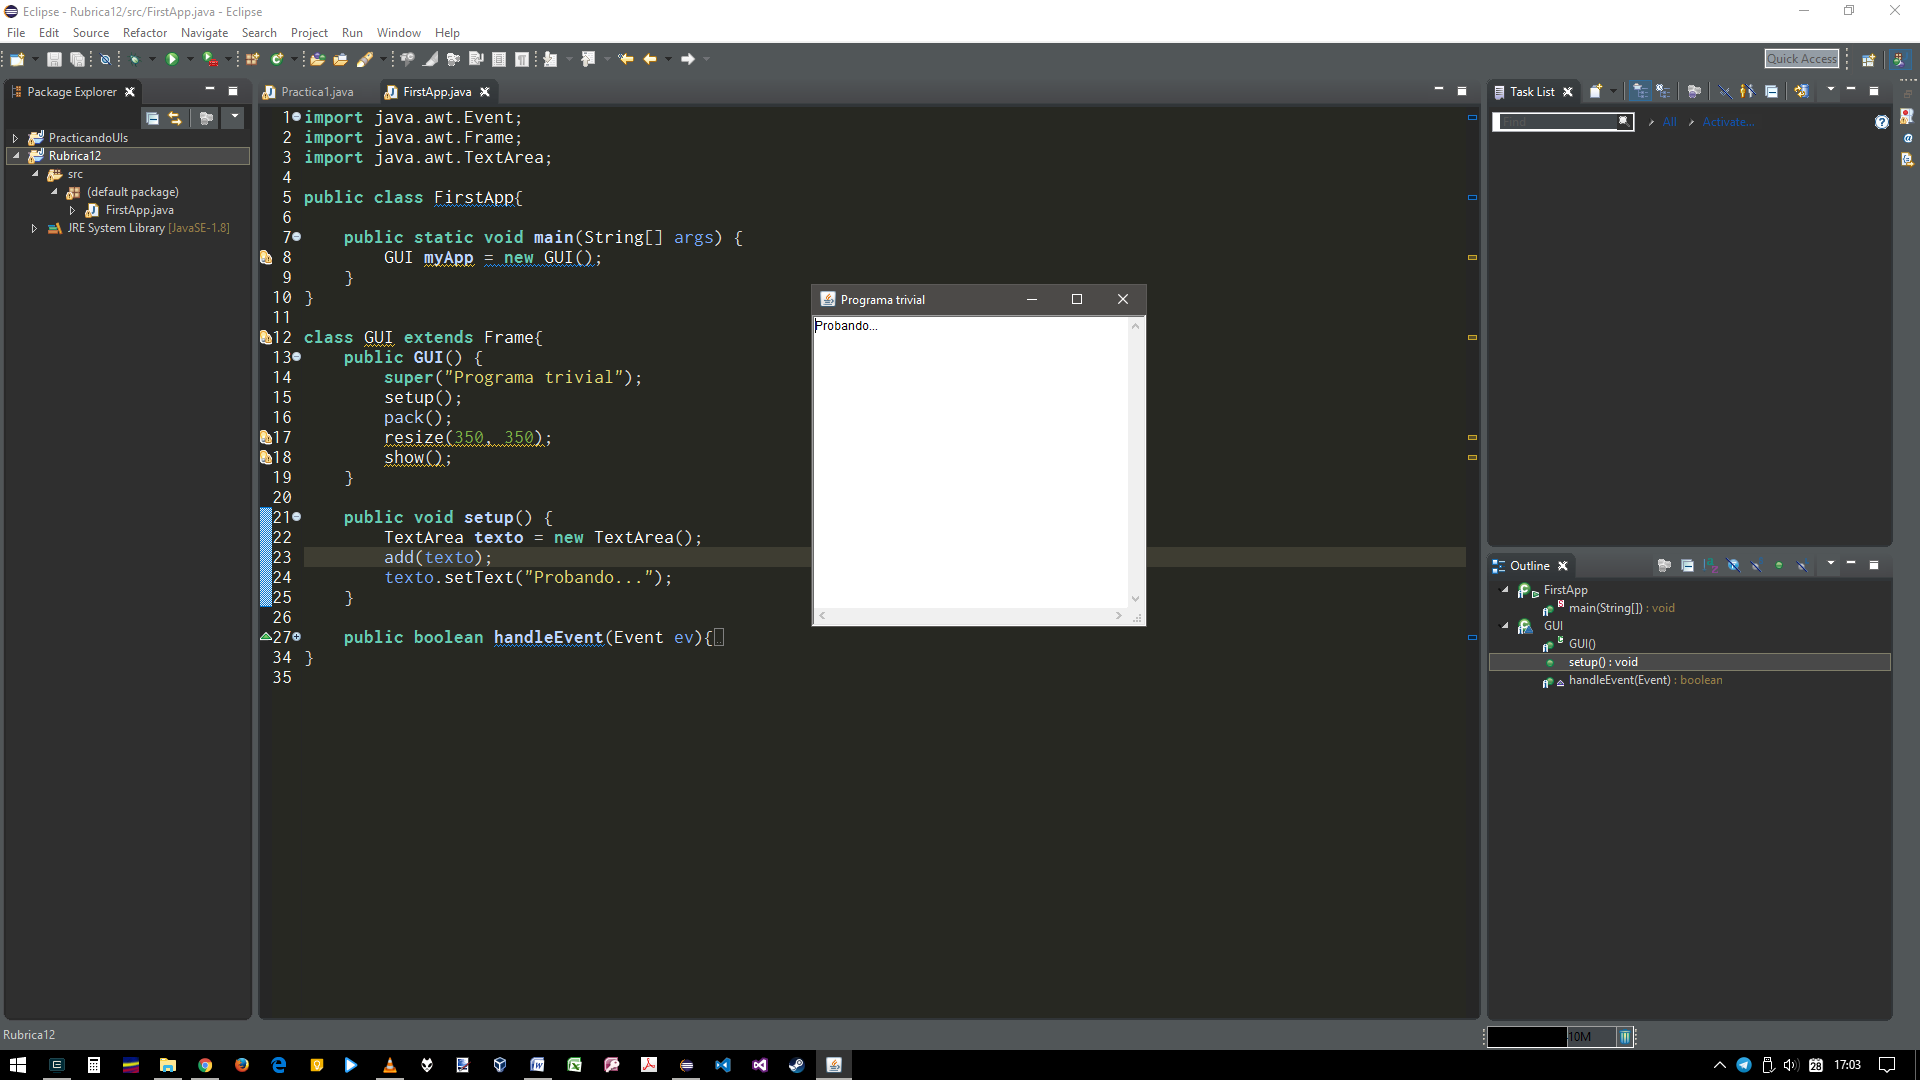 Eclipse - Rubrica12/src/FirstApp.java - Eclipse
File Edit Source Refactor Navigate Search Project Run Window Help
Quick Access
Package Explorer
PracticandoUIs
Rubrica12
src
(default package)
FirstApp.java
JRE System Library [JavaSE-1.8]
Practica1.java FirstApp.java
1 import java.awt.Event;
2 import java.awt.Frame;
3 import java.awt.TextArea;
4
5 public class FirstApp{
6
7 public static void main(String[] args) {
8 GUI myApp = new GUI();
9 }
10 }
11
12 class GUI extends Frame{
13 public GUI() {
14 super("Programa trivial");
15 setup();
16 pack();
17 resize(350, 350);
18 show();
19 }
20
21 public void setup() {
22 TextArea texto = new TextArea();
23 add(texto);
24 texto.setText("Probando...");
25 }
26
27 public boolean handleEvent(Event ev){
34 }
35
Programa trivial
Probando...
Task List
Find
All
Activate...
Outline
FirstApp
main(String[]) : void
GUI
GUI()
setup() : void
handleEvent(Event) : boolean
Rubrica12
10M
28
17:03